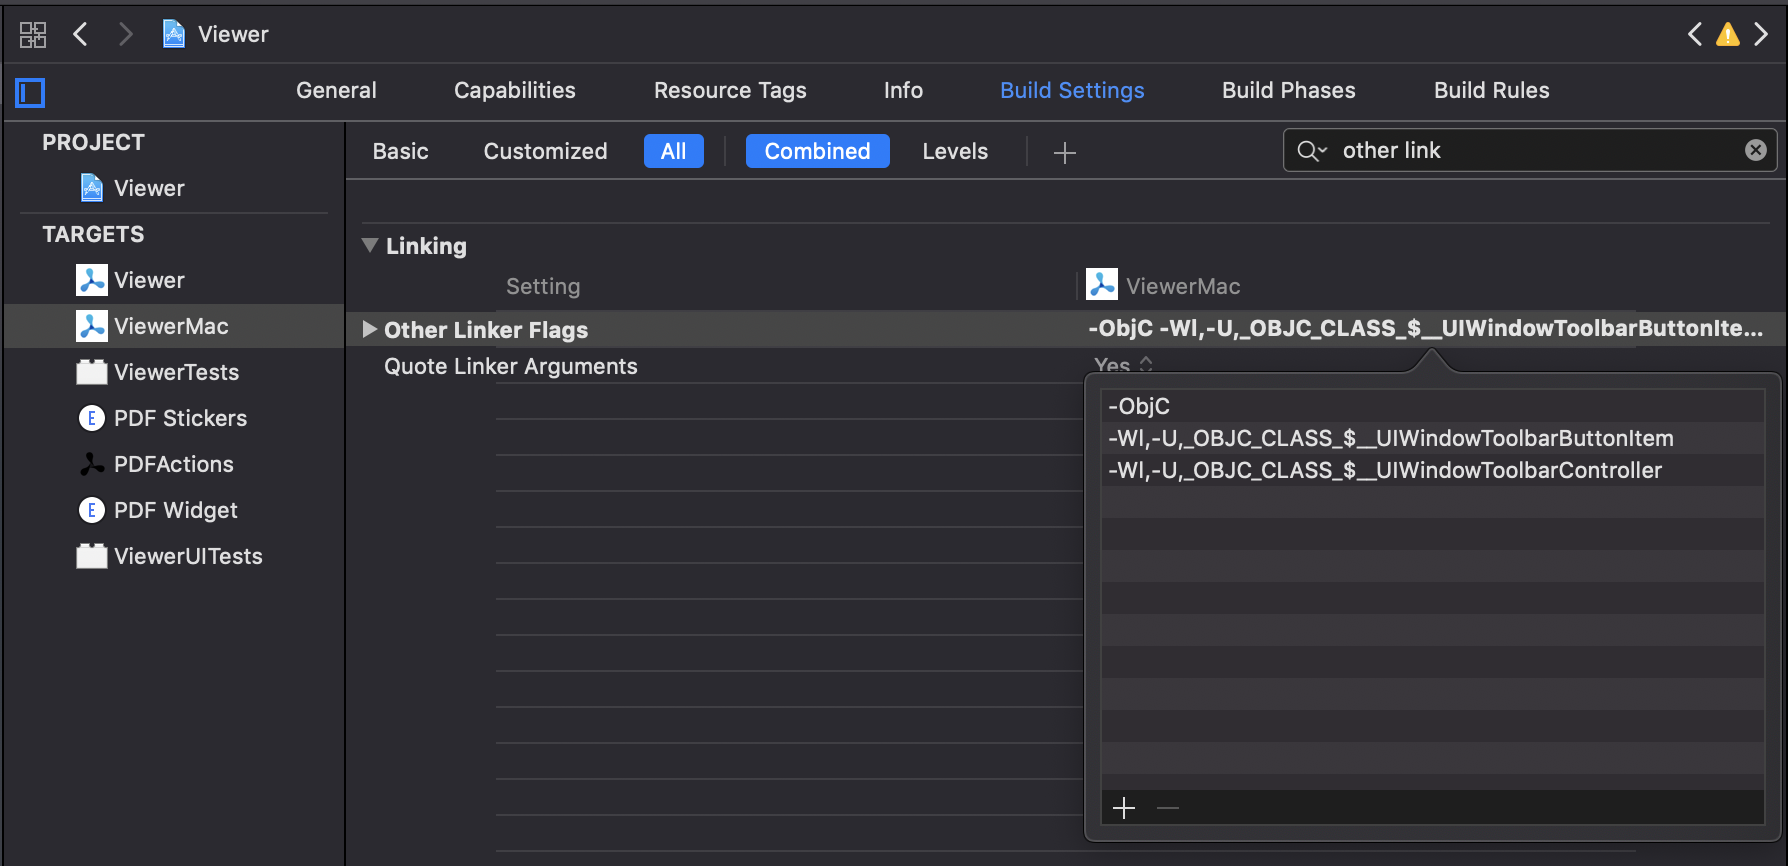 Viewer
General Capabilities Resource Tags Info Build Settings Build Phases Build Rules
PROJECT
Viewer
TARGETS
Viewer
ViewerMac
ViewerTests
E PDF Stickers
PDFActions
E PDF Widget
ViewerUITests
Basic Customized All Combined Levels other link
Linking
Setting ViewerMac
Other Linker Flags -ObjC -Wl,-U,_OBJC_CLASS_$__UIWindowToolbarButtonIte...
Quote Linker Arguments Yes
-ObjC
-Wl,-U,_OBJC_CLASS_$__UIWindowToolbarButtonItem
-Wl,-U,_OBJC_CLASS_$__UIWindowToolbarController